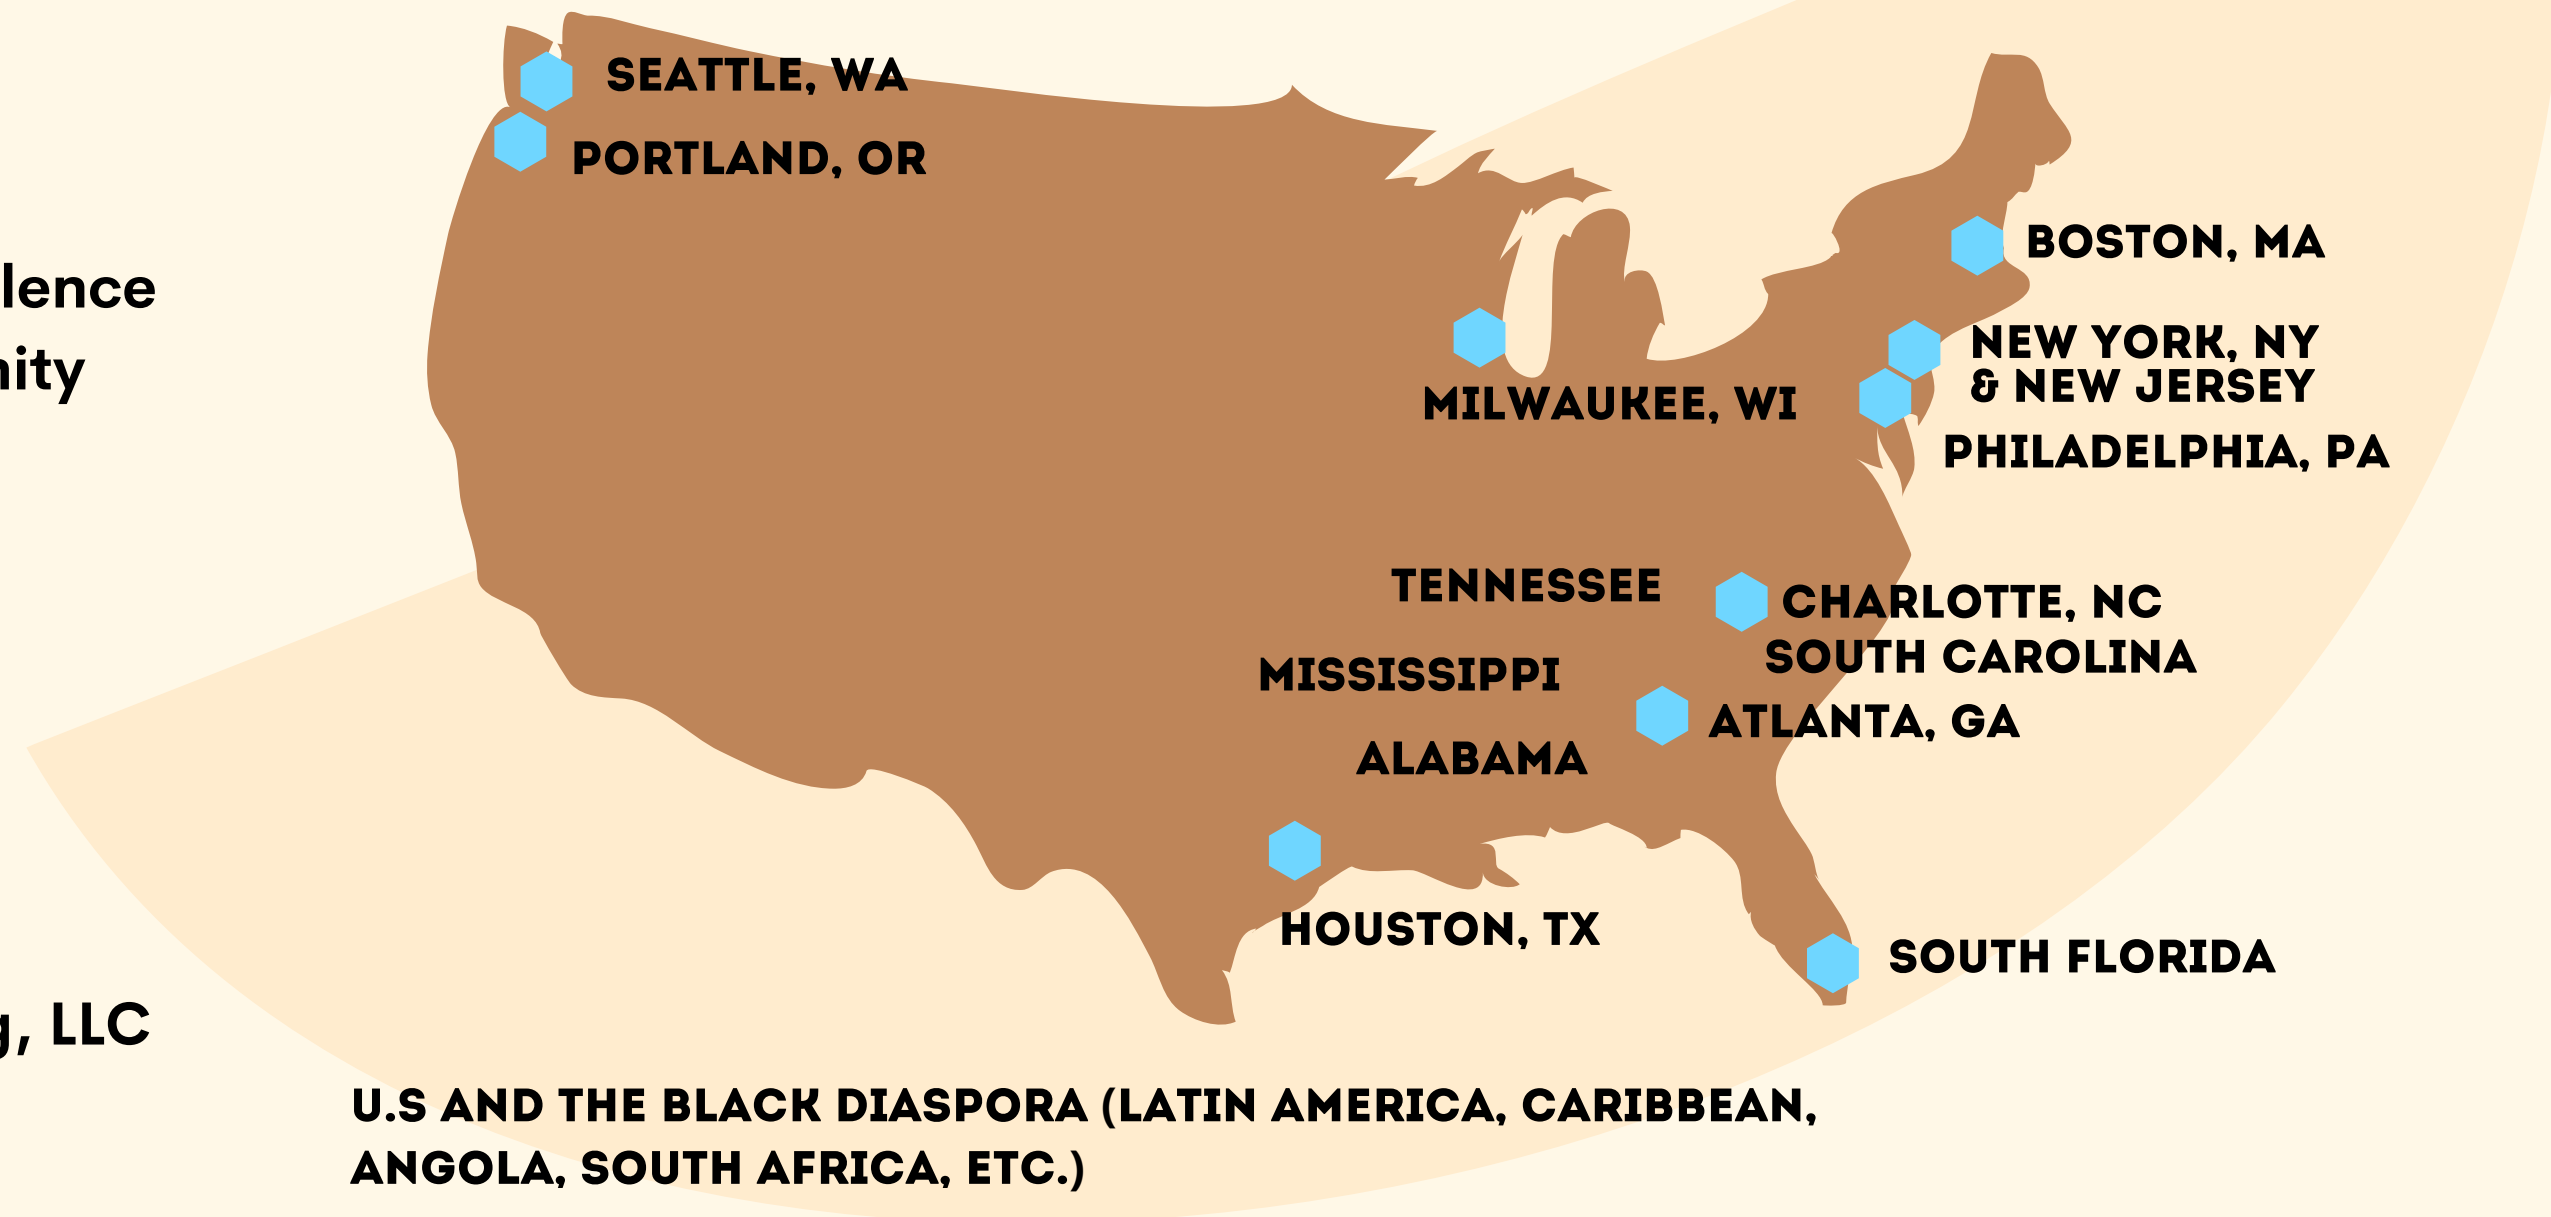 SEATTLE, WA
PORTLAND, OR
BOSTON, MA
lence
nity
NEW YORK, NY
& NEW JERSEY
MILWAUKEE, WI
PHILADELPHIA, PA
TENNESSEE
CHARLOTTE, NC
SOUTH CAROLINA
MISSISSIPPI
ATLANTA, GA
ALABAMA
HOUSTON, TX
SOUTH FLORIDA
g, LLC
U.S AND THE BLACK DIASPORA (LATIN AMERICA, CARIBBEAN,
ANGOLA, SOUTH AFRICA, ETC.)